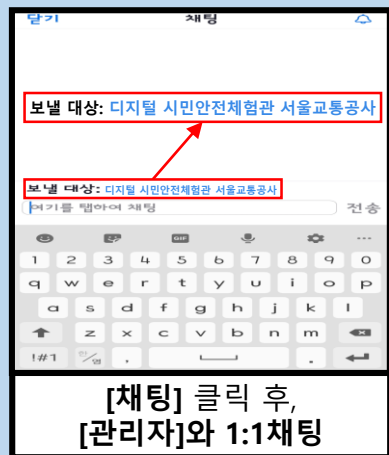 닫기 채팅
보낼 대상: 디지털 시민안전체험관 서울교통공사
보낼 대상: 디지털 시민안전체험관 서울교통공사
여기를 탭하여 채팅 전송
GIF
1 2 3 4 5 6 7 8 9 0
q w e r t y u i o p
a s d f g h j k l
z x c v b n m
!#1 한/영 , .
[채팅] 클릭 후,
[관리자]와 1:1채팅